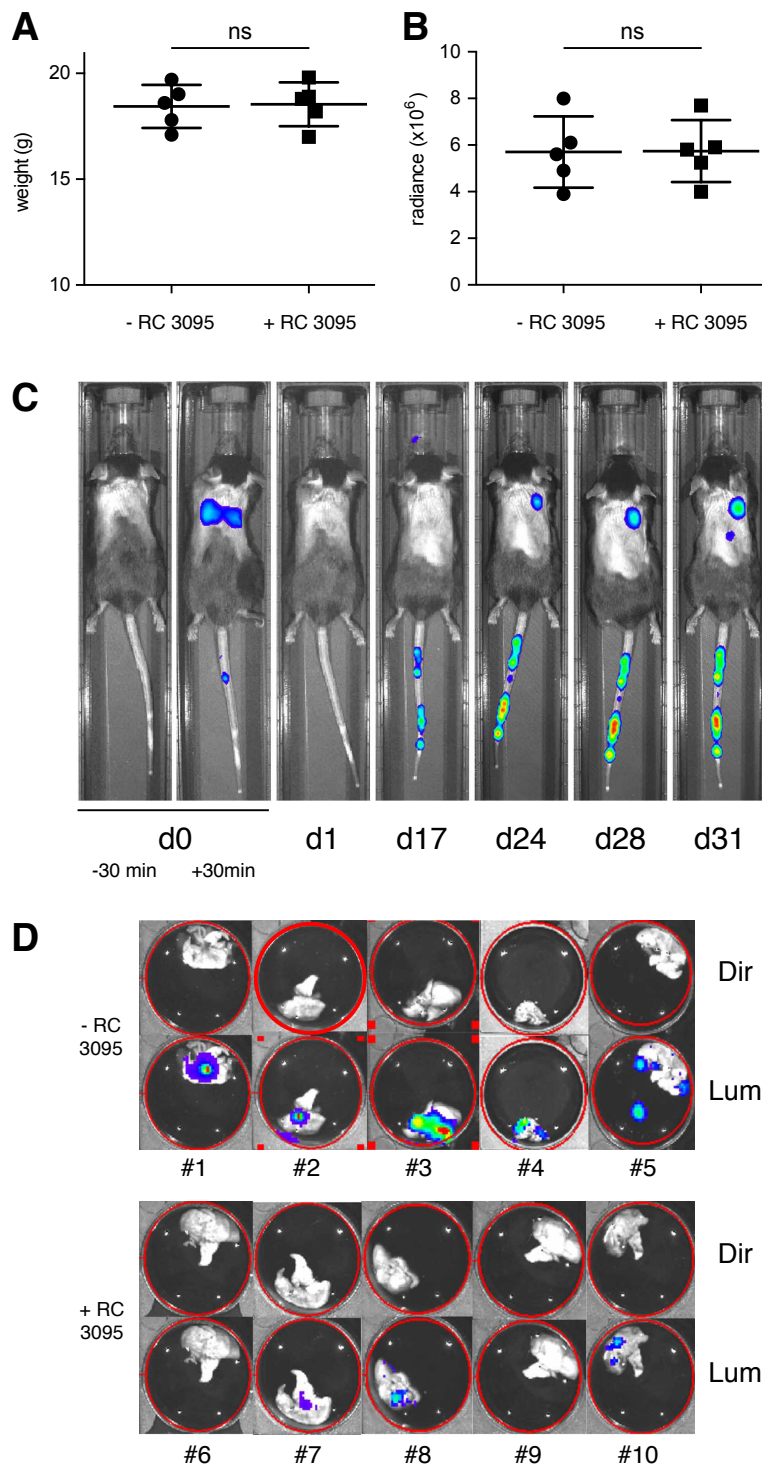 A
ns
20
15
10
weight (g)
- RC 3095
+ RC 3095
B
ns
10
8
6
4
2
0
radiance (x10⁶)
- RC 3095
+ RC 3095
C
d0
d1
d17
d24
d28
d31
-30 min
+30min
D
- RC
3095
Dir
Lum
#1
#2
#3
#4
#5
+ RC
3095
Dir
Lum
#6
#7
#8
#9
#10